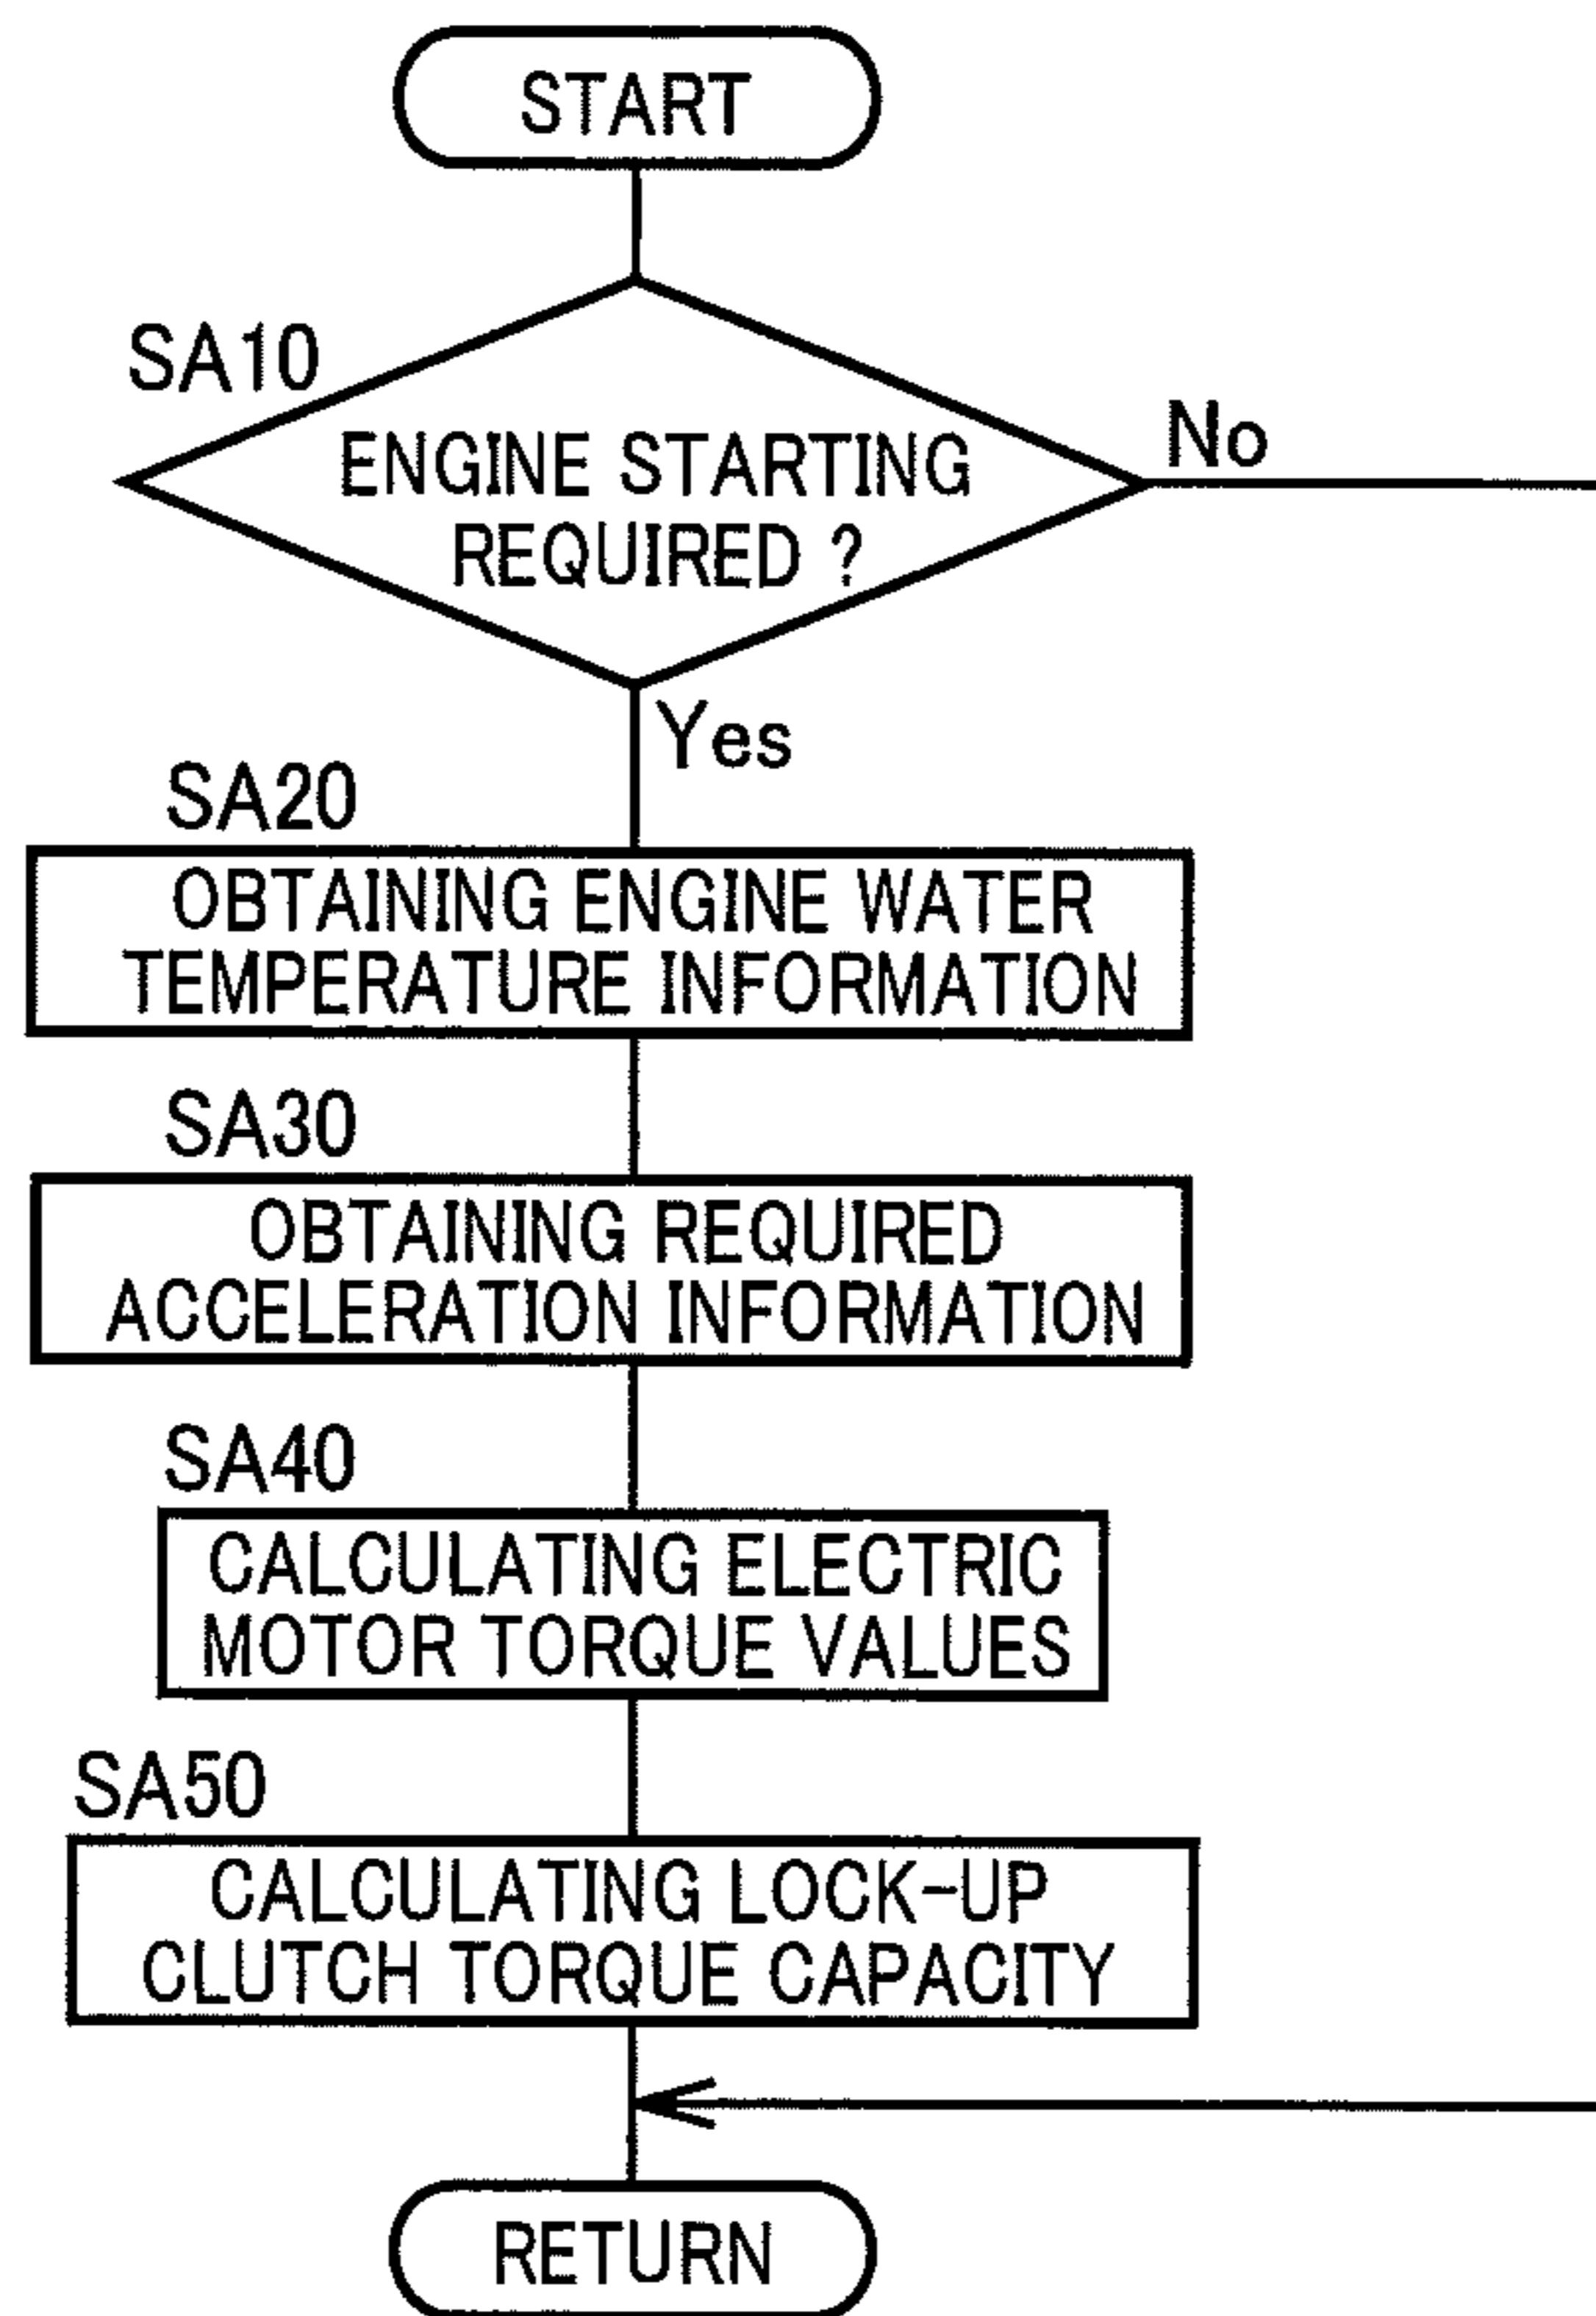 START
SA10
ENGINE STARTING
REQUIRED ?
No
Yes
SA20
OBTAINING ENGINE WATER
TEMPERATURE INFORMATION
SA30
OBTAINING REQUIRED
ACCELERATION INFORMATION
SA40
CALCULATING ELECTRIC
MOTOR TORQUE VALUES
SA50
CALCULATING LOCK-UP
CLUTCH TORQUE CAPACITY
RETURN